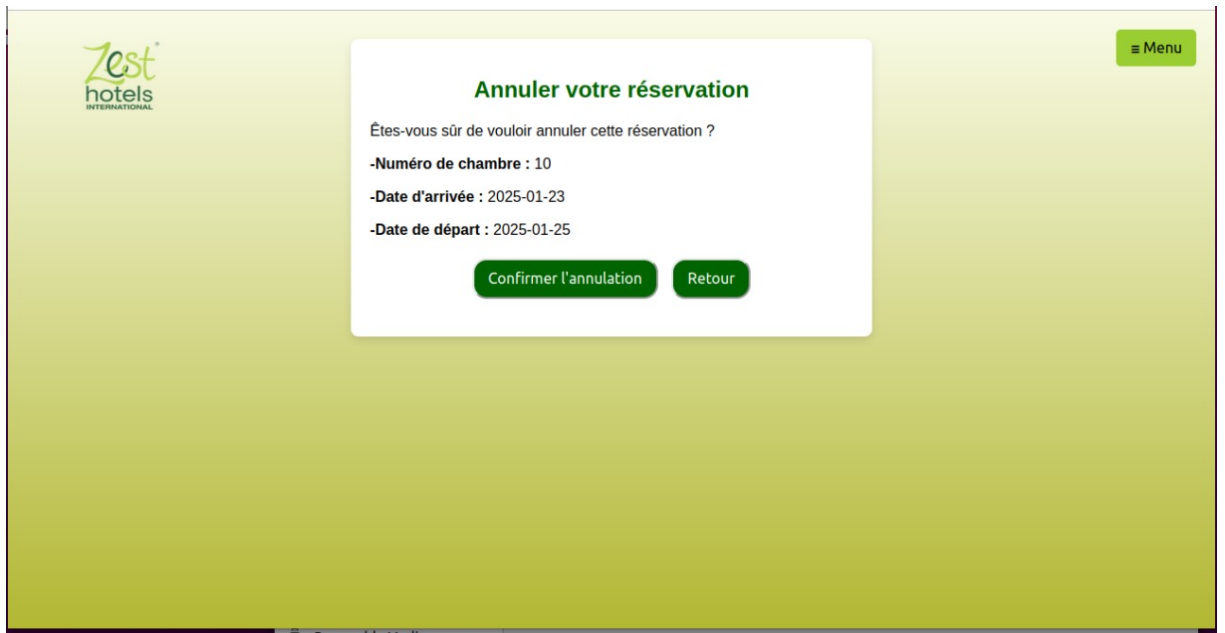 Zest
hotels
INTERNATIONAL
≡ Menu
Annuler votre réservation
Êtes-vous sûr de vouloir annuler cette réservation ?
-Numéro de chambre : 10
-Date d'arrivée : 2025-01-23
-Date de départ : 2025-01-25
Confirmer l'annulation
Retour